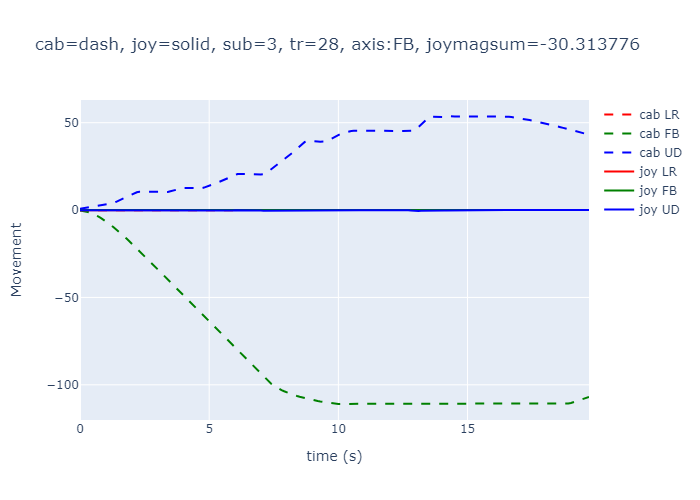 cab=dash, joy=solid, sub=3, tr=28, axis:FB, joymagsum=-30.313776
cab LR
cab FB
cab UD
joy LR
joy FB
joy UD
50
0
−50
−100
Movement
0
5
10
15
time (s)